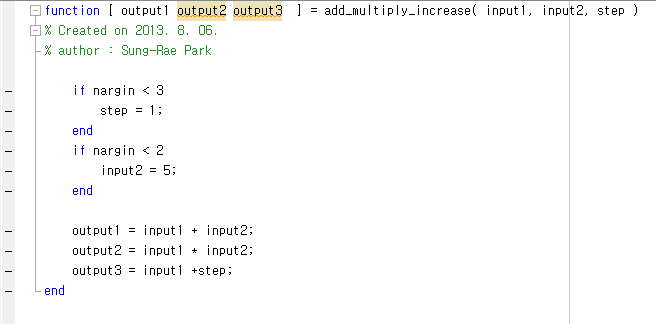 function [ output1 output2 output3 ] = add_multiply_increase( input1, input2, step )
% Created on 2013. 8. 06.
% author : Sung-Rae Park
if nargin < 3
step = 1;
end
if nargin < 2
input2 = 5;
end
output1 = input1 + input2;
output2 = input1 * input2;
output3 = input1 +step;
end